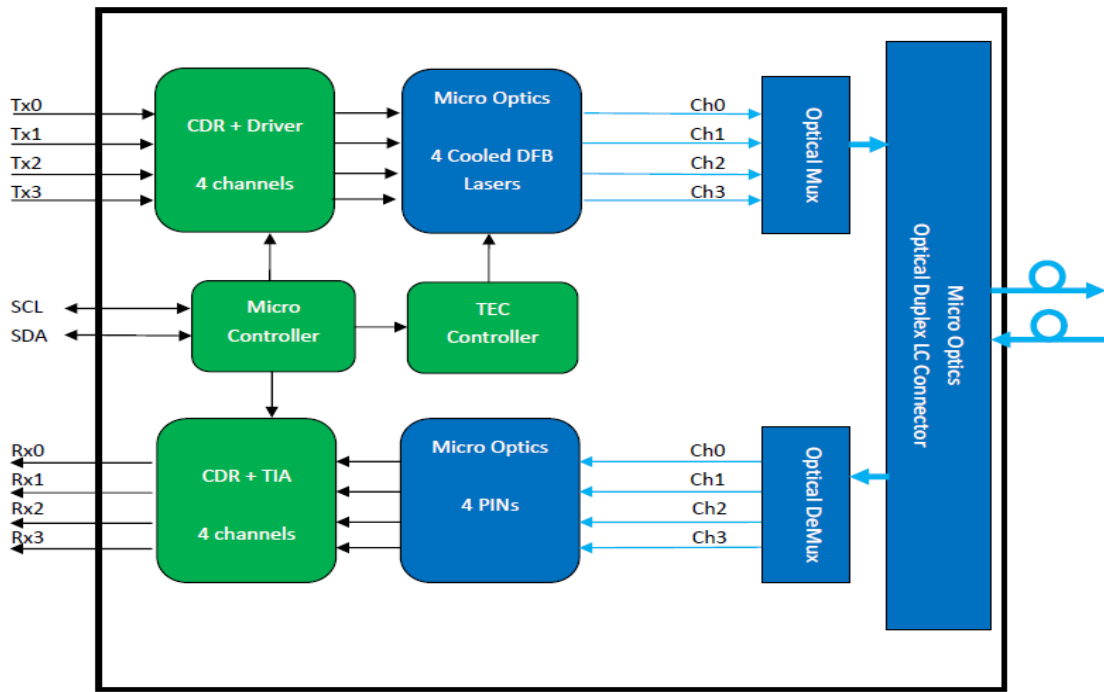 Tx0
Tx1
Tx2
Tx3
CDR + Driver
4 channels
Micro Optics
4 Cooled DFB
Lasers
Ch0
Ch1
Ch2
Ch3
Optical Mux
SCL
SDA
Micro
Controller
TEC
Controller
Micro Optics
Optical Duplex LC Connector
Rx0
Rx1
Rx2
Rx3
CDR + TIA
4 channels
Micro Optics
4 PINs
Ch0
Ch1
Ch2
Ch3
Optical DeMux